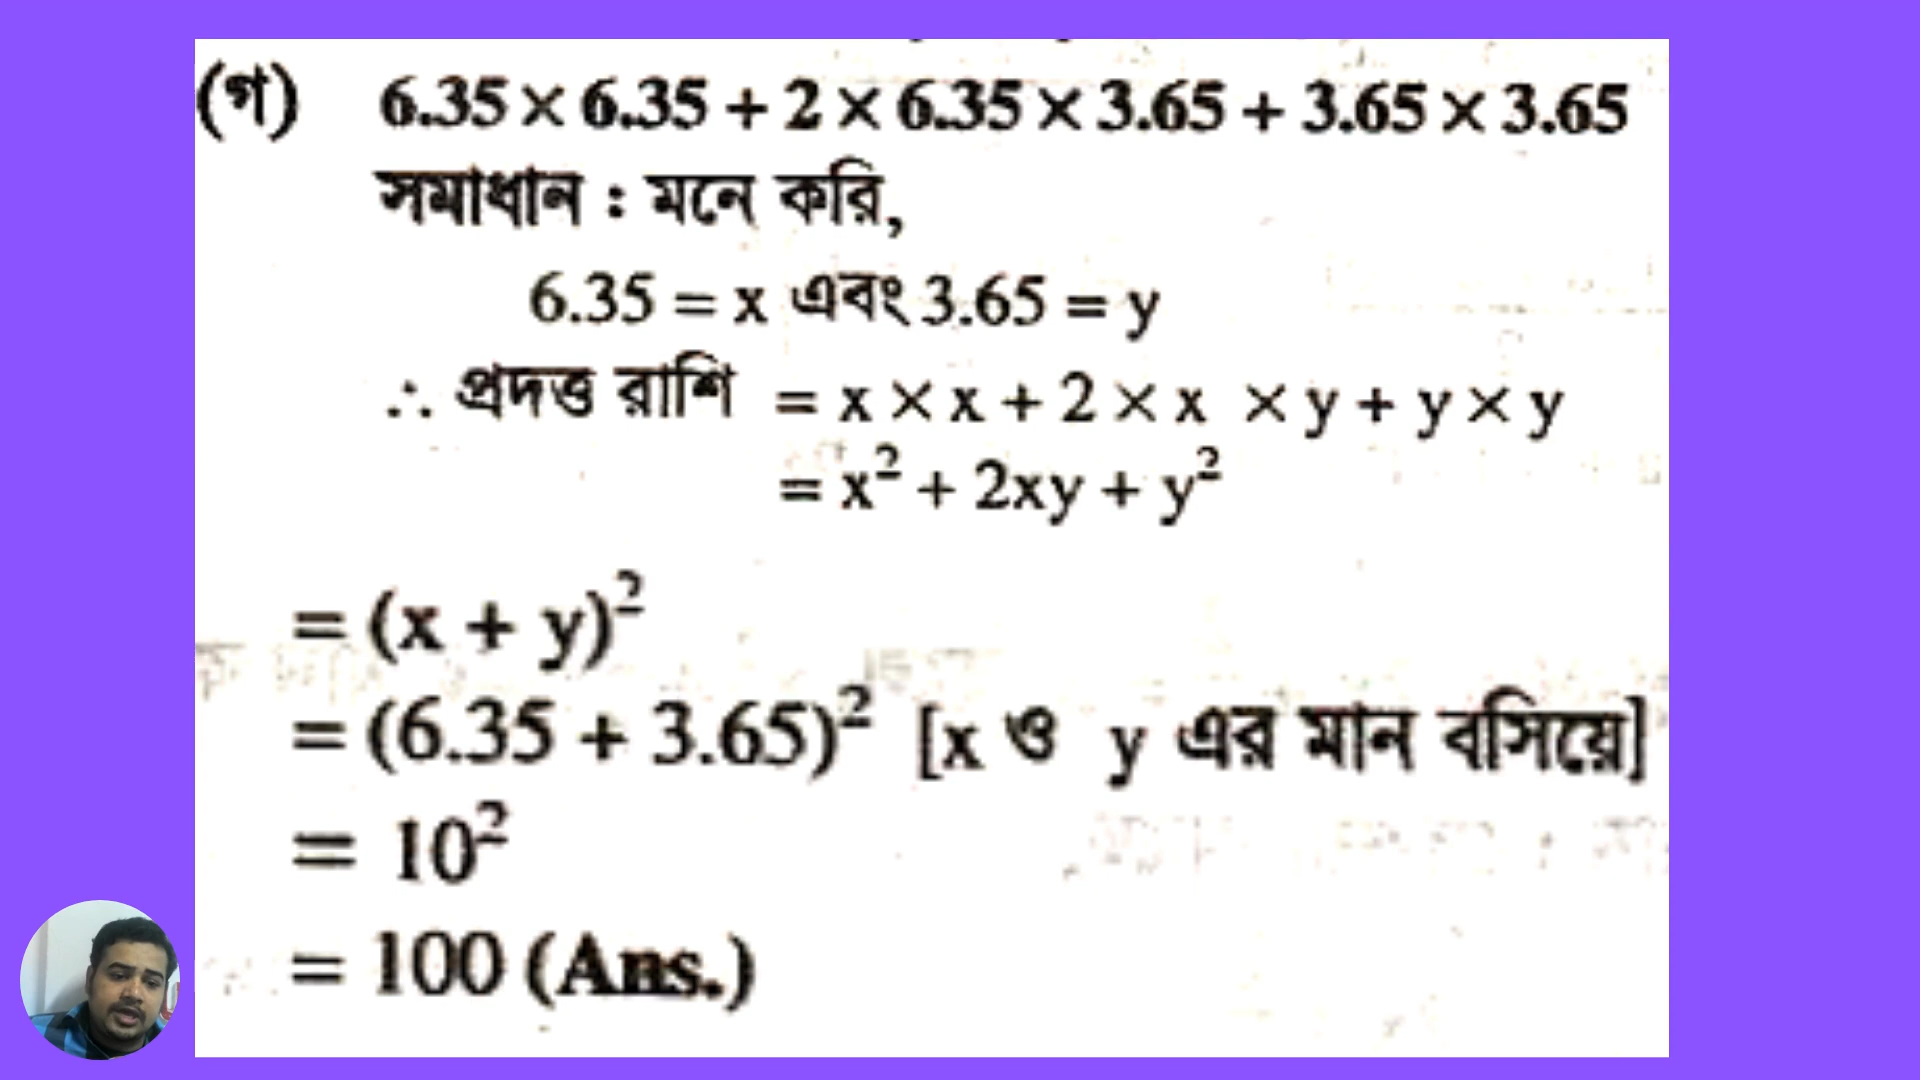 (গ) 6.35 × 6.35 + 2 × 6.35 × 3.65 + 3.65 × 3.65
সমাধান : মনে করি,
6.35 = x এবং 3.65 = y
∴ প্রদত্ত রাশি = x × x + 2 × x × y + y × y
= x² + 2xy + y²
= (x + y)²
= (6.35 + 3.65)² [x ও y এর মান বসিয়ে]
= 10²
= 100 (Ans.)